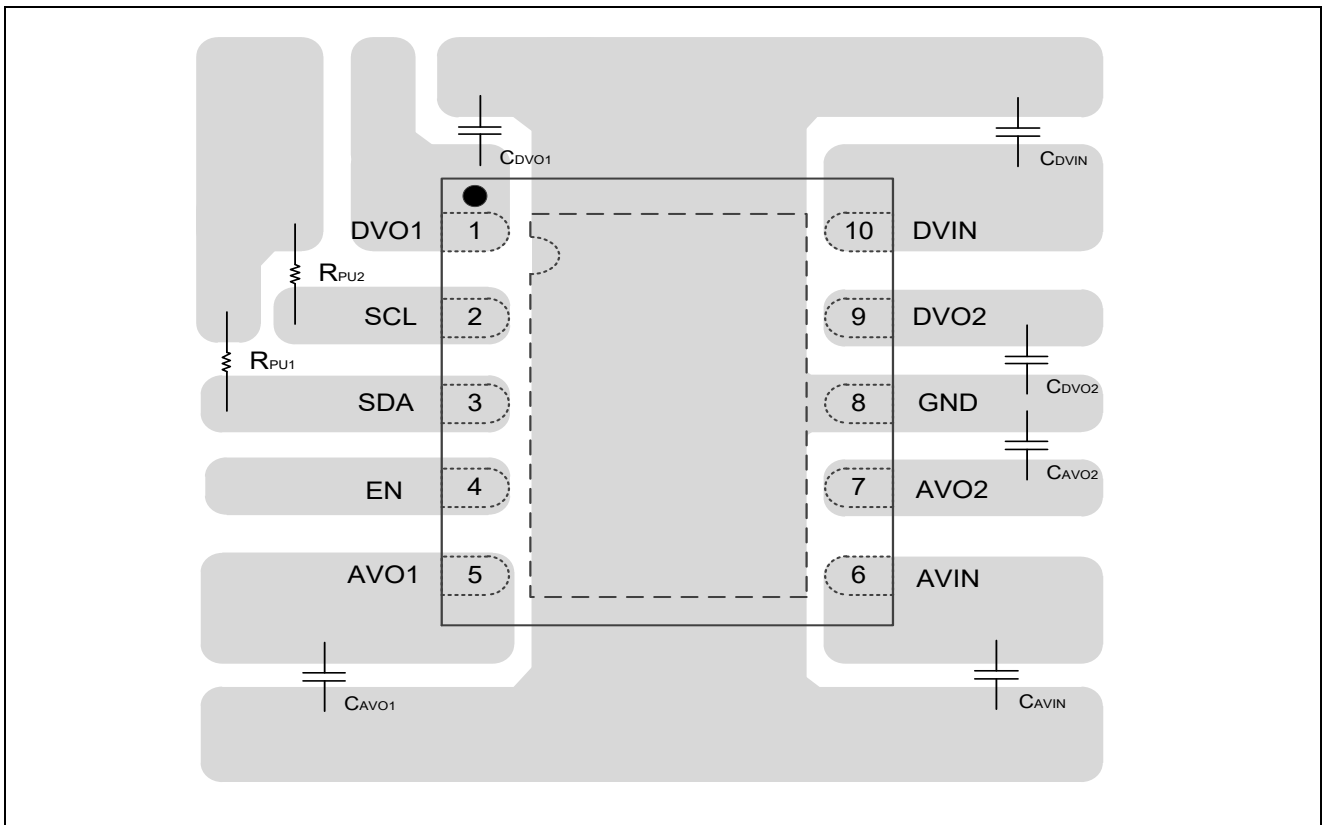 CDVO1
CDVIN
DVO1 1 10 DVIN
RPU2
SCL 2 9 DVO2
RPU1
CDVO2
SDA 3 8 GND
CAVO2
EN 4 7 AVO2
AVO1 5 6 AVIN
CAVO1
CAVIN